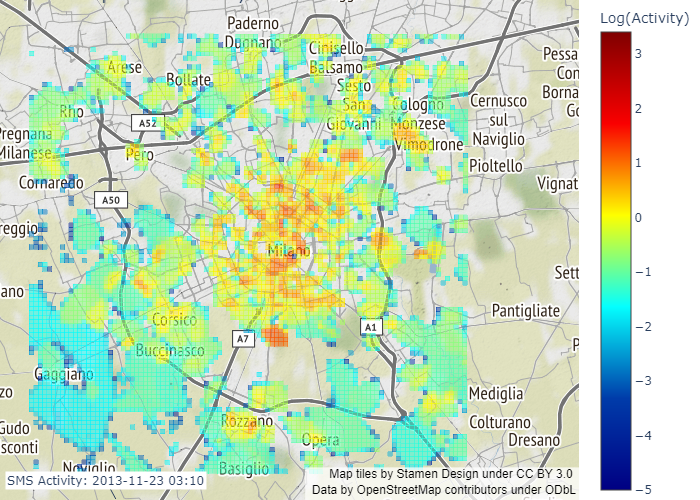 Log(Activity)
3
2
1
0
−1
−2
−3
−4
−5
Paderno
Dugnano
Cinisello
Balsamo
Sesto
San
Giovanni
Arese
Bollate
Rho
A52
Pregnana
Milanese
Pero
Cornaredo
A50
Cologno
Monzese
Vimodrone
Cernusco
sul
Naviglio
Pioltello
Pessa
Con
Borna
Go
Vignat
reggio
Milano
Sett
ano
Pantigliate
Corsico
Buccinasco
A7
A1
P
Gaggiano
zo
Mediglia
Colturano
Dresano
Gudo
sconti
Rozzano
Opera
Noviglio
Basiglio
SMS Activity: 2013-11-23 03:10
Map tiles by Stamen Design under CC BY 3.0
Data by OpenStreetMap contributors under ODbL